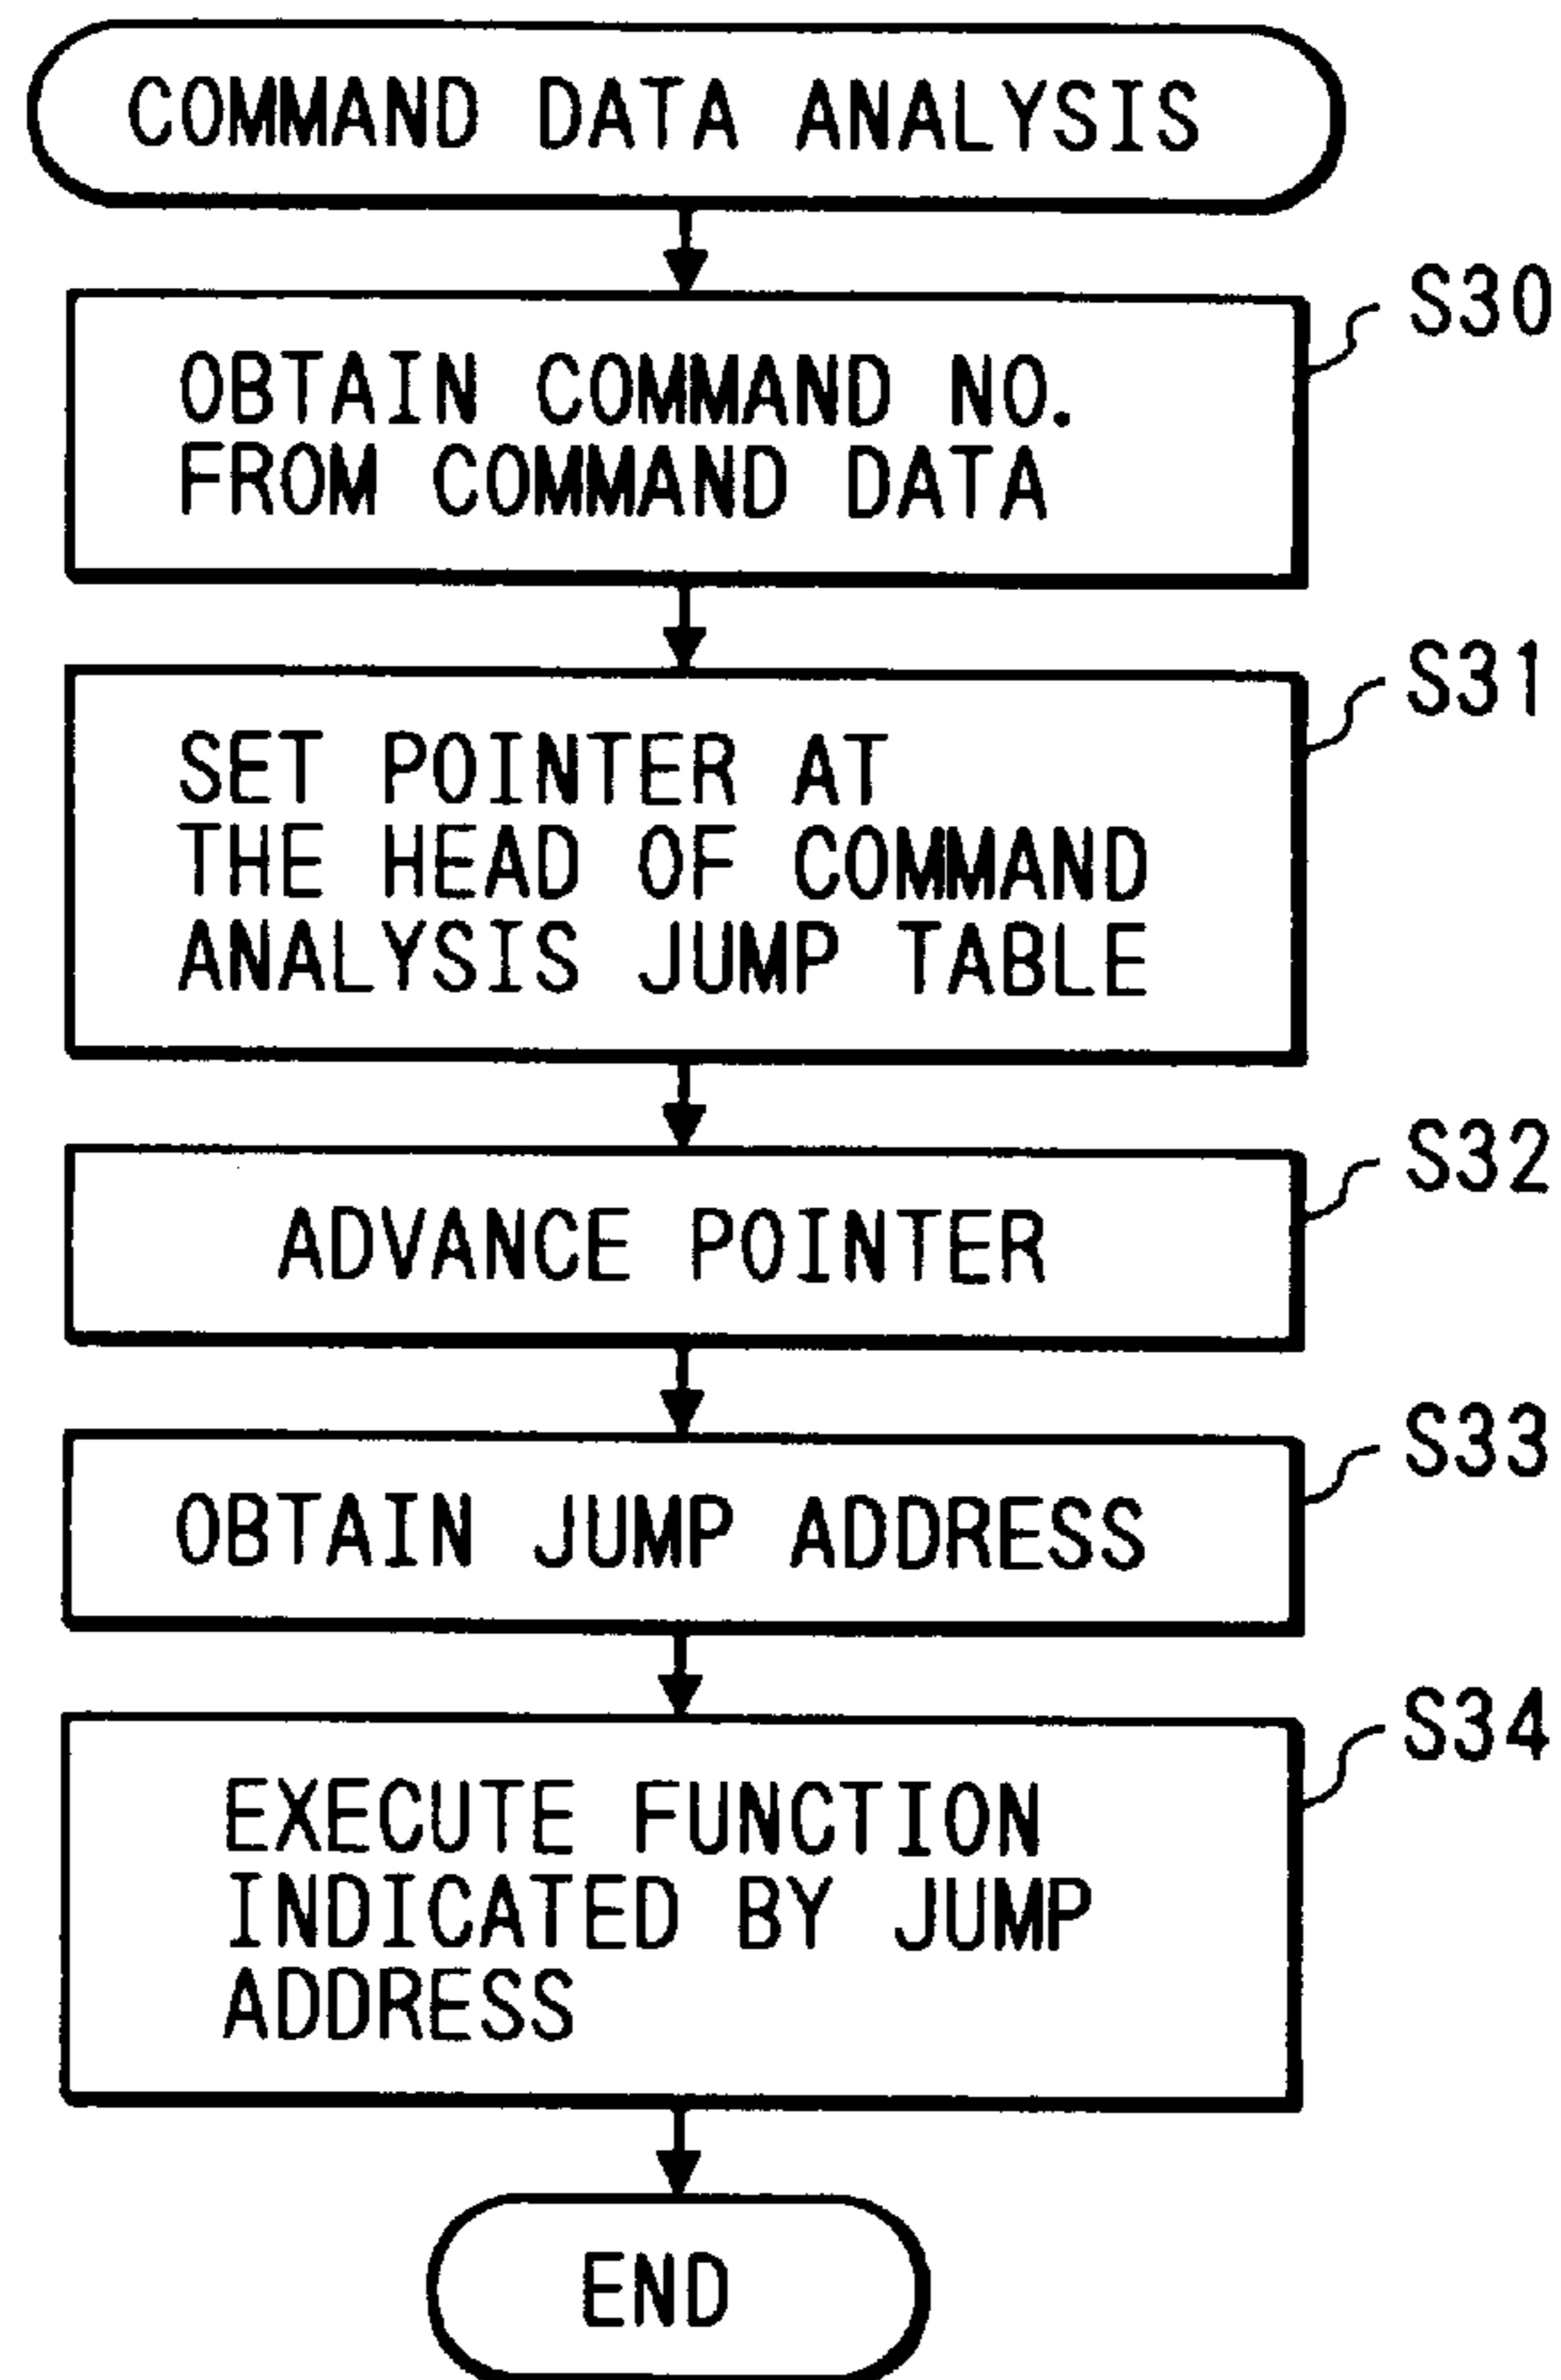 COMMAND DATA ANALYSIS
S30
OBTAIN COMMAND NO.
FROM COMMAND DATA
S31
SET POINTER AT
THE HEAD OF COMMAND
ANALYSIS JUMP TABLE
S32
ADVANCE POINTER
S33
OBTAIN JUMP ADDRESS
S34
EXECUTE FUNCTION
INDICATED BY JUMP
ADDRESS
END